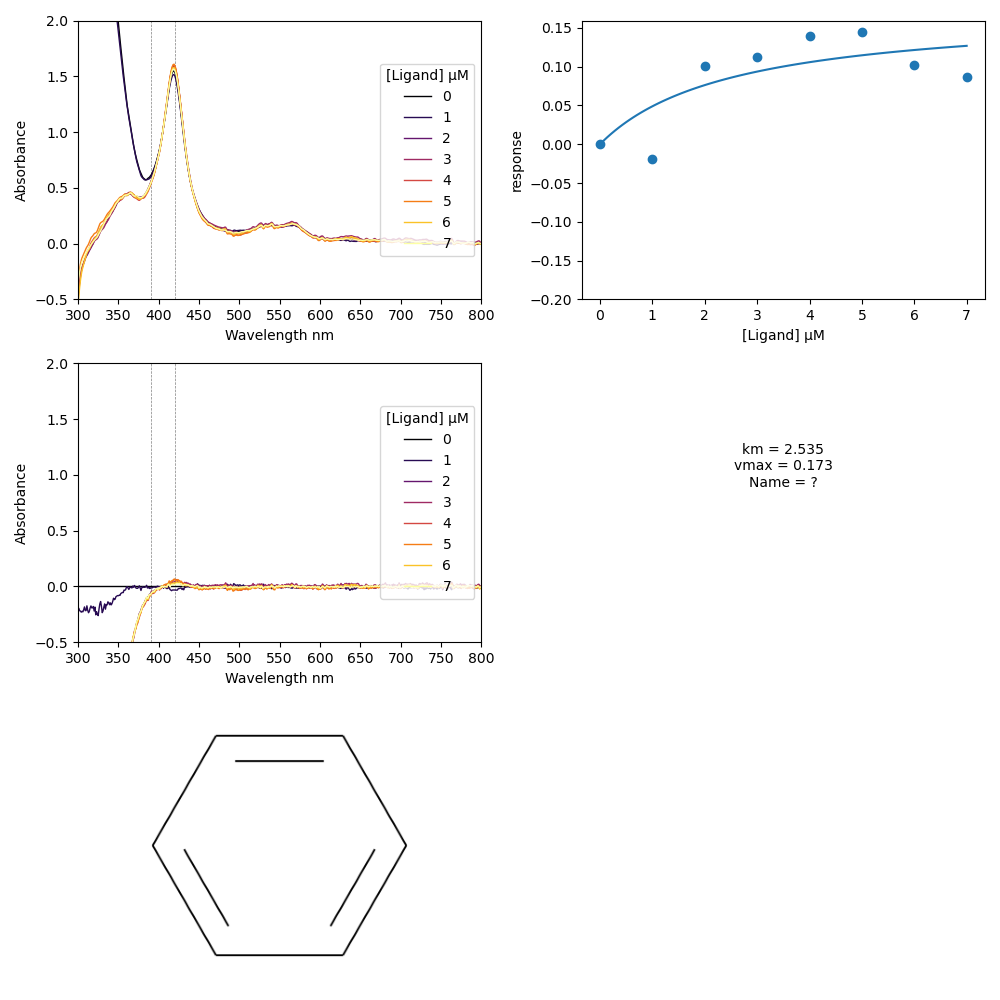 2.0
1.5
1.0
0.5
0.0
−0.5
Absorbance
300 350 400 450 500 550 600 650 700 750 800
Wavelength nm
[Ligand] µM
0
1
2
3
4
5
6
7
0.15
0.10
0.05
0.00
−0.05
−0.10
−0.15
−0.20
response
0 1 2 3 4 5 6 7
[Ligand] µM
2.0
1.5
1.0
0.5
0.0
−0.5
Absorbance
300 350 400 450 500 550 600 650 700 750 800
Wavelength nm
[Ligand] µM
0
1
2
3
4
5
6
7
km = 2.535
vmax = 0.173
Name = ?